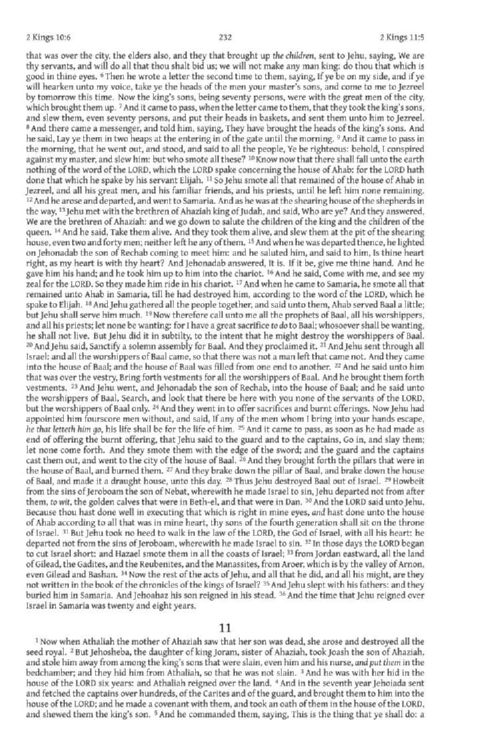 2 Kings 10:6 232 2 Kings 11:5
that was over the city, the elders also, and they that brought up the children, sent to Jehu, saying, We are
thy servants, and will do all that thou shalt bid us; we will not make any man king: do thou that which is
good in thine eyes. 6 Then he wrote a letter the second time to them, saying, If ye be on my side, and if ye
will hearken unto my voice, take ye the heads of the men your master's sons, and come to me to Jezreel
by tomorrow this time. Now the king's sons, being seventy persons, were with the great men of the city,
which brought them up. 7 And it came to pass, when the letter came to them, that they took the king's sons,
and slew them, even seventy persons, and put their heads in baskets, and sent them unto him to Jezreel.
8 And there came a messenger, and told him, saying, They have brought the heads of the king's sons. And
he said, Lay ye them in two heaps at the entering in of the gate until the morning. 9 And it came to pass in
the morning, that he went out, and stood, and said to all the people, Ye be righteous: behold, I conspired
against my master, and slew him: but who smote all these? 10 Know now that there shall fall unto the earth
nothing of the word of the LORD, which the LORD spake concerning the house of Ahab: for the LORD hath
done that which he spake by his servant Elijah. 11 So Jehu smote all that remained of the house of Ahab in
Jezreel, and all his great men, and his familiar friends, and his priests, until he left him none remaining.
12 And he arose and departed, and went to Samaria. And as he was at the shearing house of the shepherds in
the way, 13 Jehu met with the brethren of Ahaziah king of Judah, and said, Who are ye? And they answered,
We are the brethren of Ahaziah: and we go down to salute the children of the king and the children of the
queen. 14 And he said, Take them alive. And they took them alive, and slew them at the pit of the shearing
house, even two and forty men; neither left he any of them. 15 And when he was departed thence, he lighted
on Jehonadab the son of Rechab coming to meet him: and he saluted him, and said to him, Is thine heart
right, as my heart is with thy heart? And Jehonadab answered, It is. If it be, give me thine hand. And he
gave him his hand; and he took him up to him into the chariot. 16 And he said, Come with me, and see my
zeal for the LORD. So they made him ride in his chariot. 17 And when he came to Samaria, he smote all that
remained unto Ahab in Samaria, till he had destroyed him, according to the word of the LORD, which he
spake to Elijah. 18 And Jehu gathered all the people together, and said unto them, Ahab served Baal a little;
but Jehu shall serve him much. 19 Now therefore call unto me all the prophets of Baal, all his worshippers,
and all his priests; let none be wanting: for I have a great sacrifice to do to Baal; whosoever shall be wanting,
he shall not live. But Jehu did it in subtilty, to the intent that he might destroy the worshippers of Baal.
20 And Jehu said, Sanctify a solemn assembly for Baal. And they proclaimed it. 21 And Jehu sent through all
Israel: and all the worshippers of Baal came, so that there was not a man left that came not. And they came
into the house of Baal; and the house of Baal was filled from one end to another. 22 And he said unto him
that was over the vestry, Bring forth vestments for all the worshippers of Baal. And he brought them forth
vestments. 23 And Jehu went, and Jehonadab the son of Rechab, into the house of Baal; and he said unto
the worshippers of Baal, Search, and look that there be here with you none of the servants of the LORD,
but the worshippers of Baal only. 24 And they went in to offer sacrifices and burnt offerings. Now Jehu had
appointed him fourscore men without, and said, If any of the men whom I bring into your hands escape,
he that letteth him go, his life shall be for the life of him. 25 And it came to pass, as soon as he had made an
end of offering the burnt offering, that Jehu said to the guard and to the captains, Go in, and slay them;
let none come forth. And they smote them with the edge of the sword; and the guard and the captains
cast them out, and went to the city of the house of Baal. 26 And they brought forth the pillars that were in
the house of Baal, and burned them. 27 And they brake down the pillar of Baal, and brake down the house
of Baal, and made it a draught house, unto this day. 28 Thus Jehu destroyed Baal out of Israel. 29 Howbeit
from the sins of Jeroboam the son of Nebat, wherewith he made Israel to sin, Jehu departed not from after
them, to wit, the golden calves that were in Beth-el, and that were in Dan. 30 And the LORD said unto Jehu,
Because thou hast done well in executing that which is right in mine eyes, and hast done unto the house
of Ahab according to all that was in mine heart, thy sons of the fourth generation shall sit on the throne
of Israel. 31 But Jehu took no heed to walk in the law of the LORD, the God of Israel, with all his heart: he
departed not from the sins of Jeroboam, wherewith he made Israel to sin. 32 In those days the LORD began
to cut Israel short: and Hazael smote them in all the coasts of Israel; 33 from Jordan eastward, all the land
of Gilead, the Gadites, and the Reubenites, and the Manassites, from Aroer, which is by the valley of Arnon,
even Gilead and Bashan. 34 Now the rest of the acts of Jehu, and all that he did, and all his might, are they
not written in the book of the chronicles of the kings of Israel? 35 And Jehu slept with his fathers: and they
buried him in Samaria. And Jehoahaz his son reigned in his stead. 36 And the time that Jehu reigned over
Israel in Samaria was twenty and eight years.
11
1 Now when Athaliah the mother of Ahaziah saw that her son was dead, she arose and destroyed all the
seed royal. 2 But Jehosheba, the daughter of king Joram, sister of Ahaziah, took Joash the son of Ahaziah,
and stole him away from among the king's sons that were slain, even him and his nurse, and put them in the
bedchamber; and they hid him from Athaliah, so that he was not slain. 3 And he was with her hid in the
house of the LORD six years: and Athaliah reigned over the land. 4 And in the seventh year Jehoiada sent
and fetched the captains over hundreds, of the Carites and of the guard, and brought them to him into the
house of the LORD; and he made a covenant with them, and took an oath of them in the house of the LORD,
and shewed them the king's son. 5 And he commanded them, saying, This is the thing that ye shall do: a